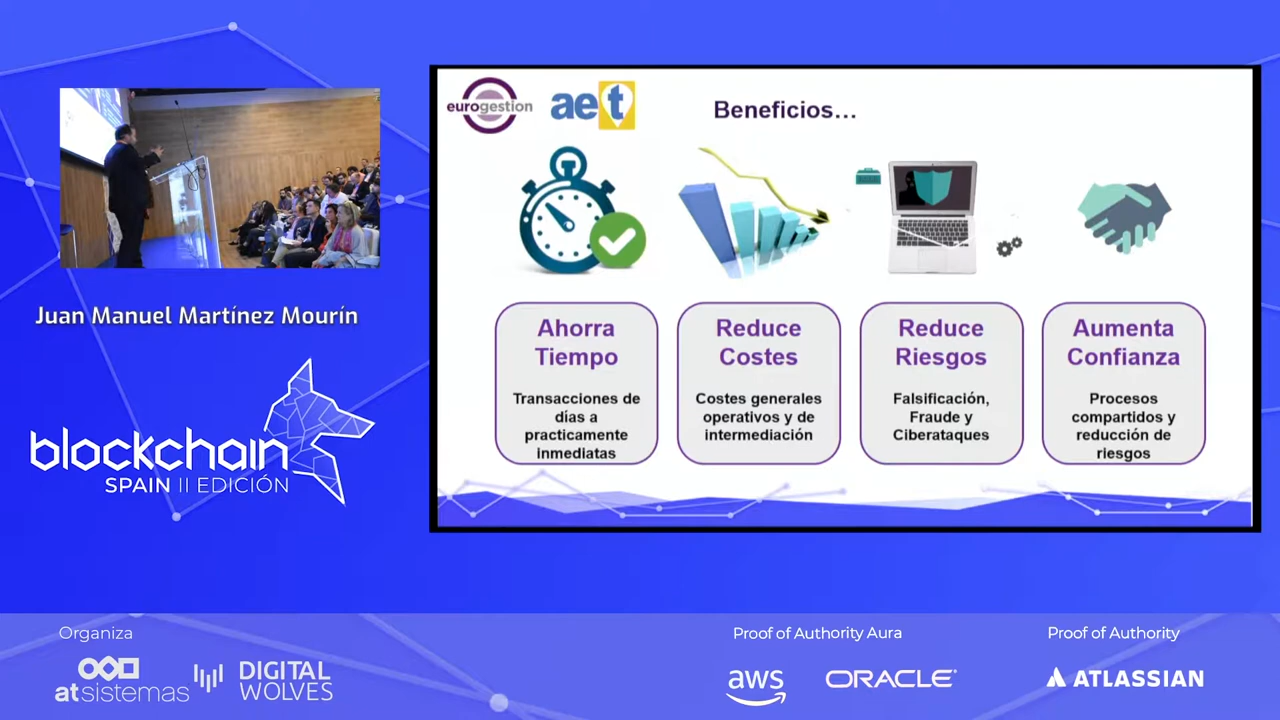 Juan Manuel Martínez Mourín
blockchain
SPAIN II EDICIÓN
eurogestion
aet
Beneficios...
Ahorra
Tiempo
Transacciones de
días a
practicamente
inmediatas
Reduce
Costes
Costes generales
operativos y de
intermediación
Reduce
Riesgos
Falsificación,
Fraude y
Ciberataques
Aumenta
Confianza
Procesos
compartidos y
reducción de
riesgos
Organiza
atsistemas
DIGITAL
WOLVES
Proof of Authority Aura
aws
ORACLE
Proof of Authority
ATLASSIAN